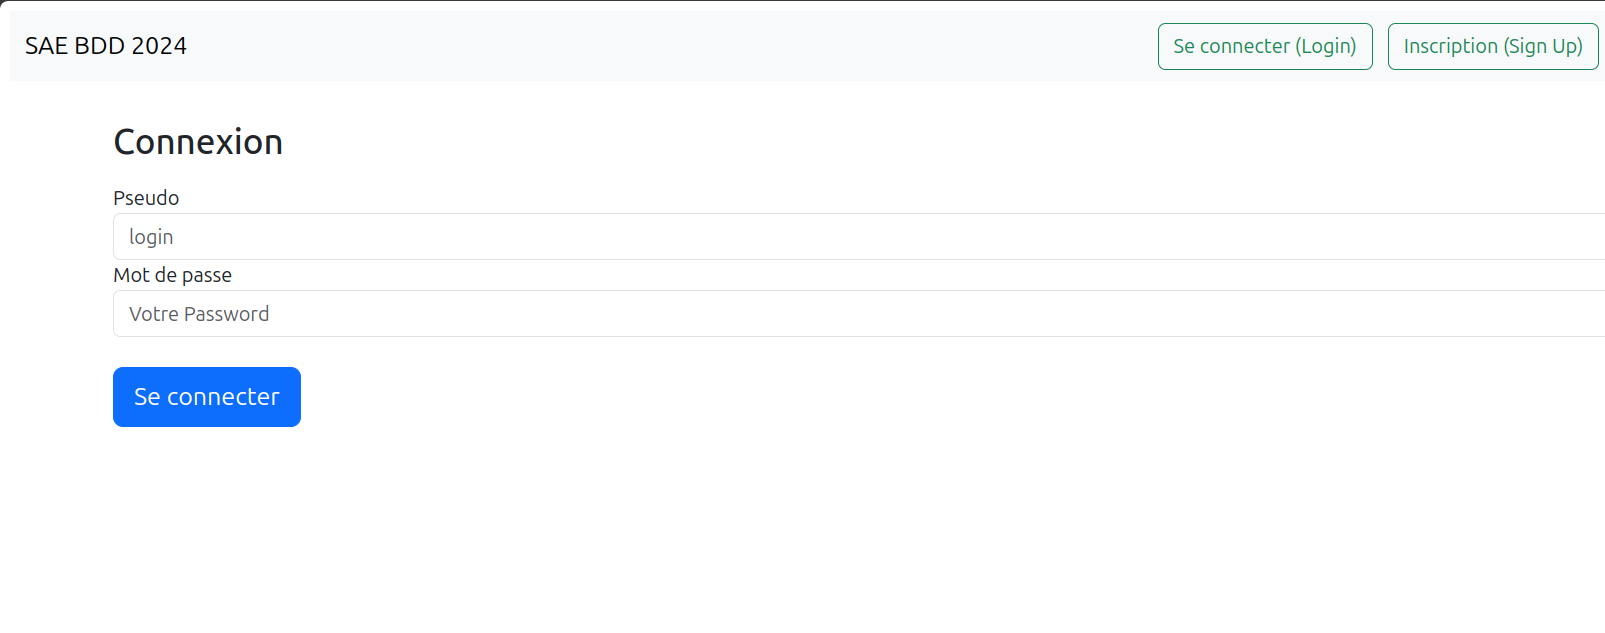 SAE BDD 2024
Se connecter (Login)
Inscription (Sign Up)
Connexion
Pseudo
login
Mot de passe
Votre Password
Se connecter